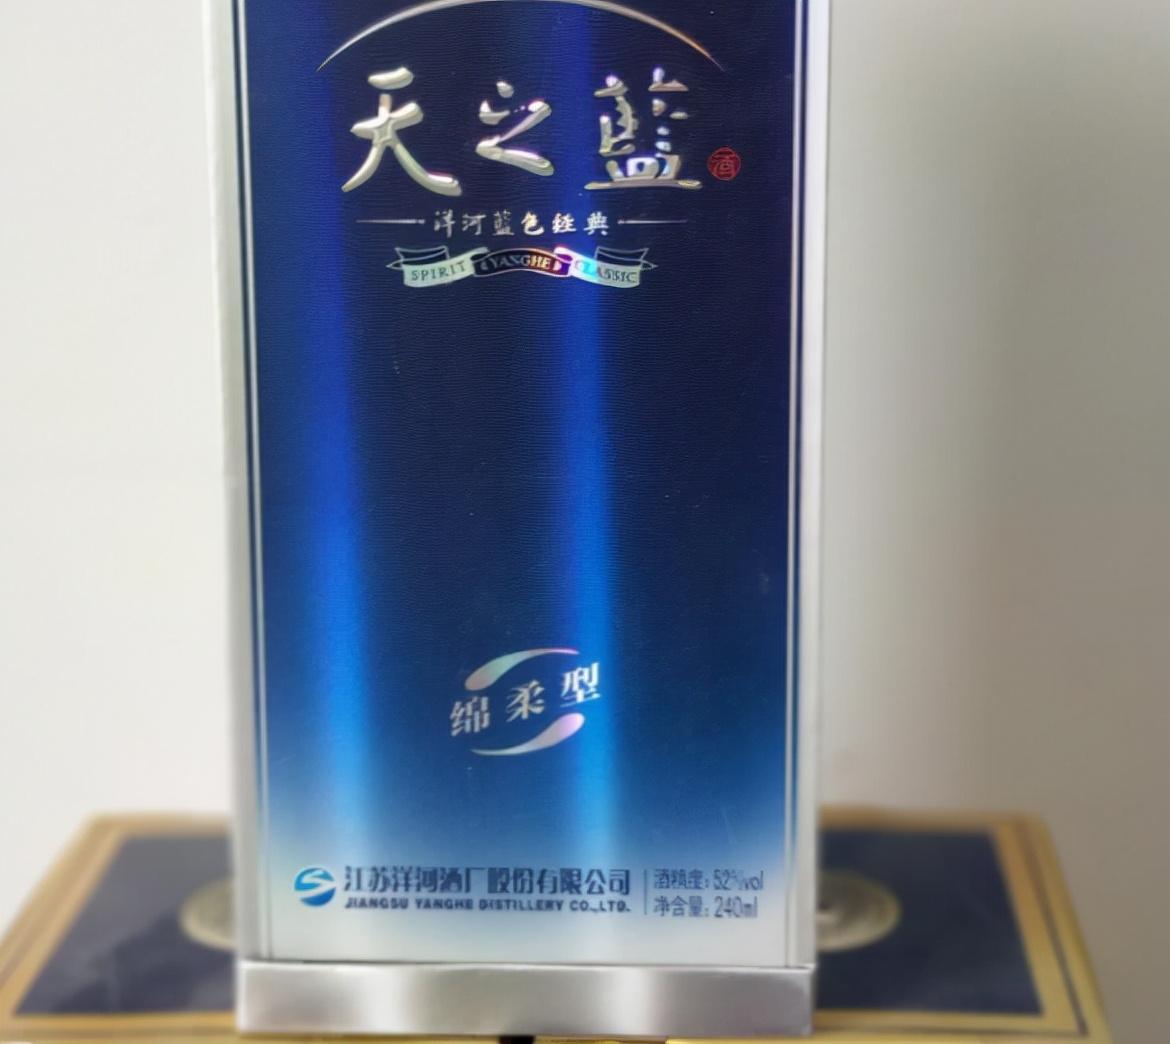 天之藍
酒
洋河藍色经典
SPIRIT YANGHE CLASSIC
绵柔型
江苏洋河酒厂股份有限公司
JIANGSU YANGHE DISTILLERY CO.,LTD.
酒精度:52%vol
净含量:240ml